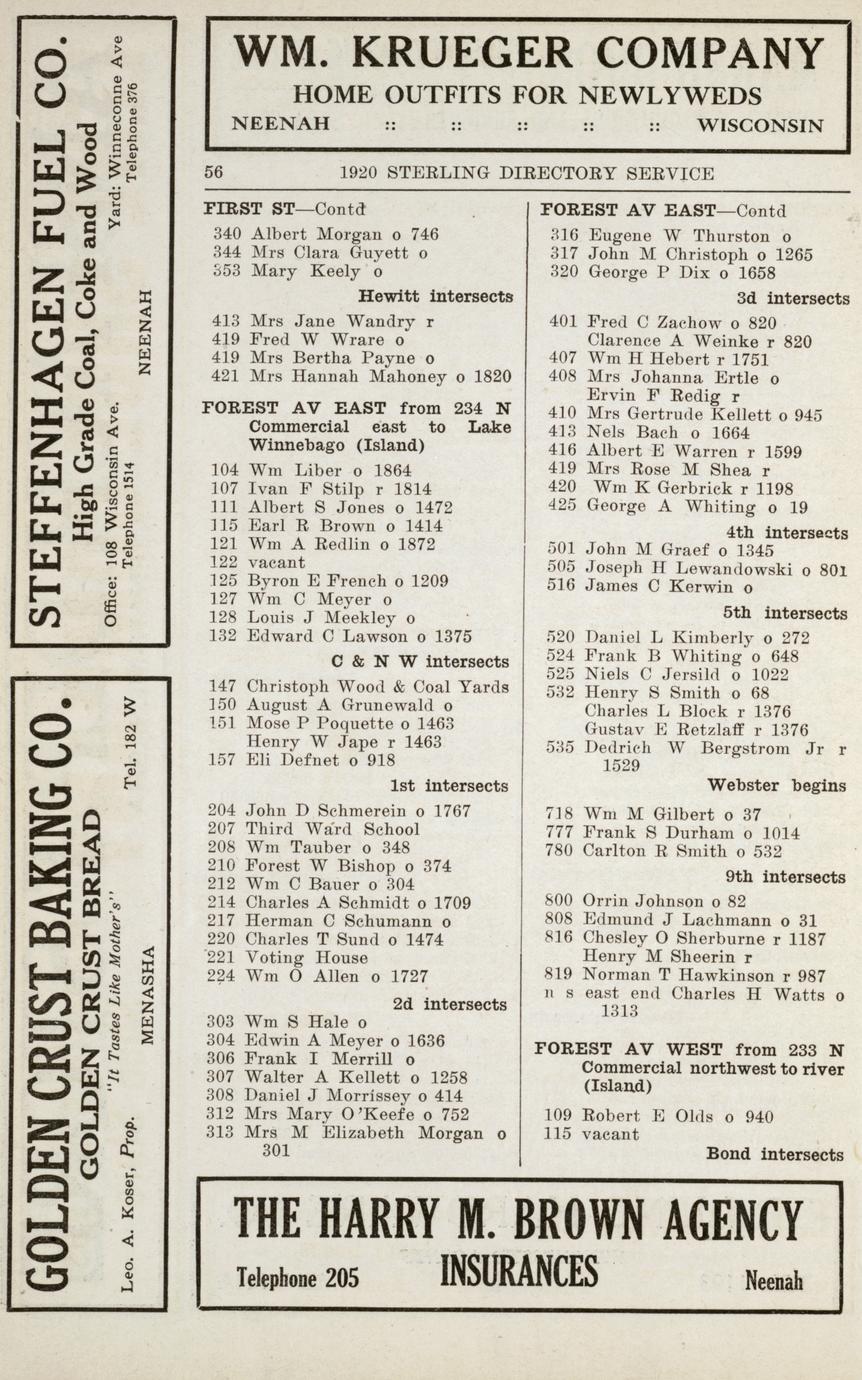 WM. KRUEGER COMPANY
HOME OUTFITS FOR NEWLYWEDS
NEENAH :: :: :: :: :: WISCONSIN
STEFFENHAGEN FUEL CO.
High Grade Coal, Coke and Wood
Office: 108 Wisconsin Ave. Yard: Winneconne Ave
Telephone 1514 Telephone 376
NEENAH
GOLDEN CRUST BAKING CO.
GOLDEN CRUST BREAD
"It Tastes Like Mother's"
Leo. A. Koser, Prop. Tel. 182 W
MENASHA
56 1920 STERLING DIRECTORY SERVICE
FIRST ST—Contd
340 Albert Morgan o 746
344 Mrs Clara Guyett o
353 Mary Keely o
Hewitt intersects
413 Mrs Jane Wandry r
419 Fred W Wrare o
419 Mrs Bertha Payne o
421 Mrs Hannah Mahoney o 1820
FOREST AV EAST from 234 N
Commercial east to Lake
Winnebago (Island)
104 Wm Liber o 1864
107 Ivan F Stilp r 1814
111 Albert S Jones o 1472
115 Earl R Brown o 1414
121 Wm A Redlin o 1872
122 vacant
125 Byron E French o 1209
127 Wm C Meyer o
128 Louis J Meekley o
132 Edward C Lawson o 1375
C & N W intersects
147 Christoph Wood & Coal Yards
150 August A Grunewald o
151 Mose P Poquette o 1463
Henry W Jape r 1463
157 Eli Defnet o 918
1st intersects
204 John D Schmerein o 1767
207 Third Ward School
208 Wm Tauber o 348
210 Forest W Bishop o 374
212 Wm C Bauer o 304
214 Charles A Schmidt o 1709
217 Herman C Schumann o
220 Charles T Sund o 1474
221 Voting House
224 Wm O Allen o 1727
2d intersects
303 Wm S Hale o
304 Edwin A Meyer o 1636
306 Frank I Merrill o
307 Walter A Kellett o 1258
308 Daniel J Morrissey o 414
312 Mrs Mary O'Keefe o 752
313 Mrs M Elizabeth Morgan o
301
FOREST AV EAST—Contd
316 Eugene W Thurston o
317 John M Christoph o 1265
320 George P Dix o 1658
3d intersects
401 Fred C Zachow o 820
Clarence A Weinke r 820
407 Wm H Hebert r 1751
408 Mrs Johanna Ertle o
Ervin F Redig r
410 Mrs Gertrude Kellett o 945
413 Nels Bach o 1664
416 Albert E Warren r 1599
419 Mrs Rose M Shea r
420 Wm K Gerbrick r 1198
425 George A Whiting o 19
4th intersects
501 John M Graef o 1345
505 Joseph H Lewandowski o 801
516 James C Kerwin o
5th intersects
520 Daniel L Kimberly o 272
524 Frank B Whiting o 648
525 Niels C Jersild o 1022
532 Henry S Smith o 68
Charles L Block r 1376
Gustav E Retzlaff r 1376
535 Dedrich W Bergstrom Jr r
1529
Webster begins
718 Wm M Gilbert o 37
777 Frank S Durham o 1014
780 Carlton R Smith o 532
9th intersects
800 Orrin Johnson o 82
808 Edmund J Lachmann o 31
816 Chesley O Sherburne r 1187
Henry M Sheerin r
819 Norman T Hawkinson r 987
n s east end Charles H Watts o
1313
FOREST AV WEST from 233 N
Commercial northwest to river
(Island)
109 Robert E Olds o 940
115 vacant
Bond intersects
THE HARRY M. BROWN AGENCY
Telephone 205 INSURANCES Neenah